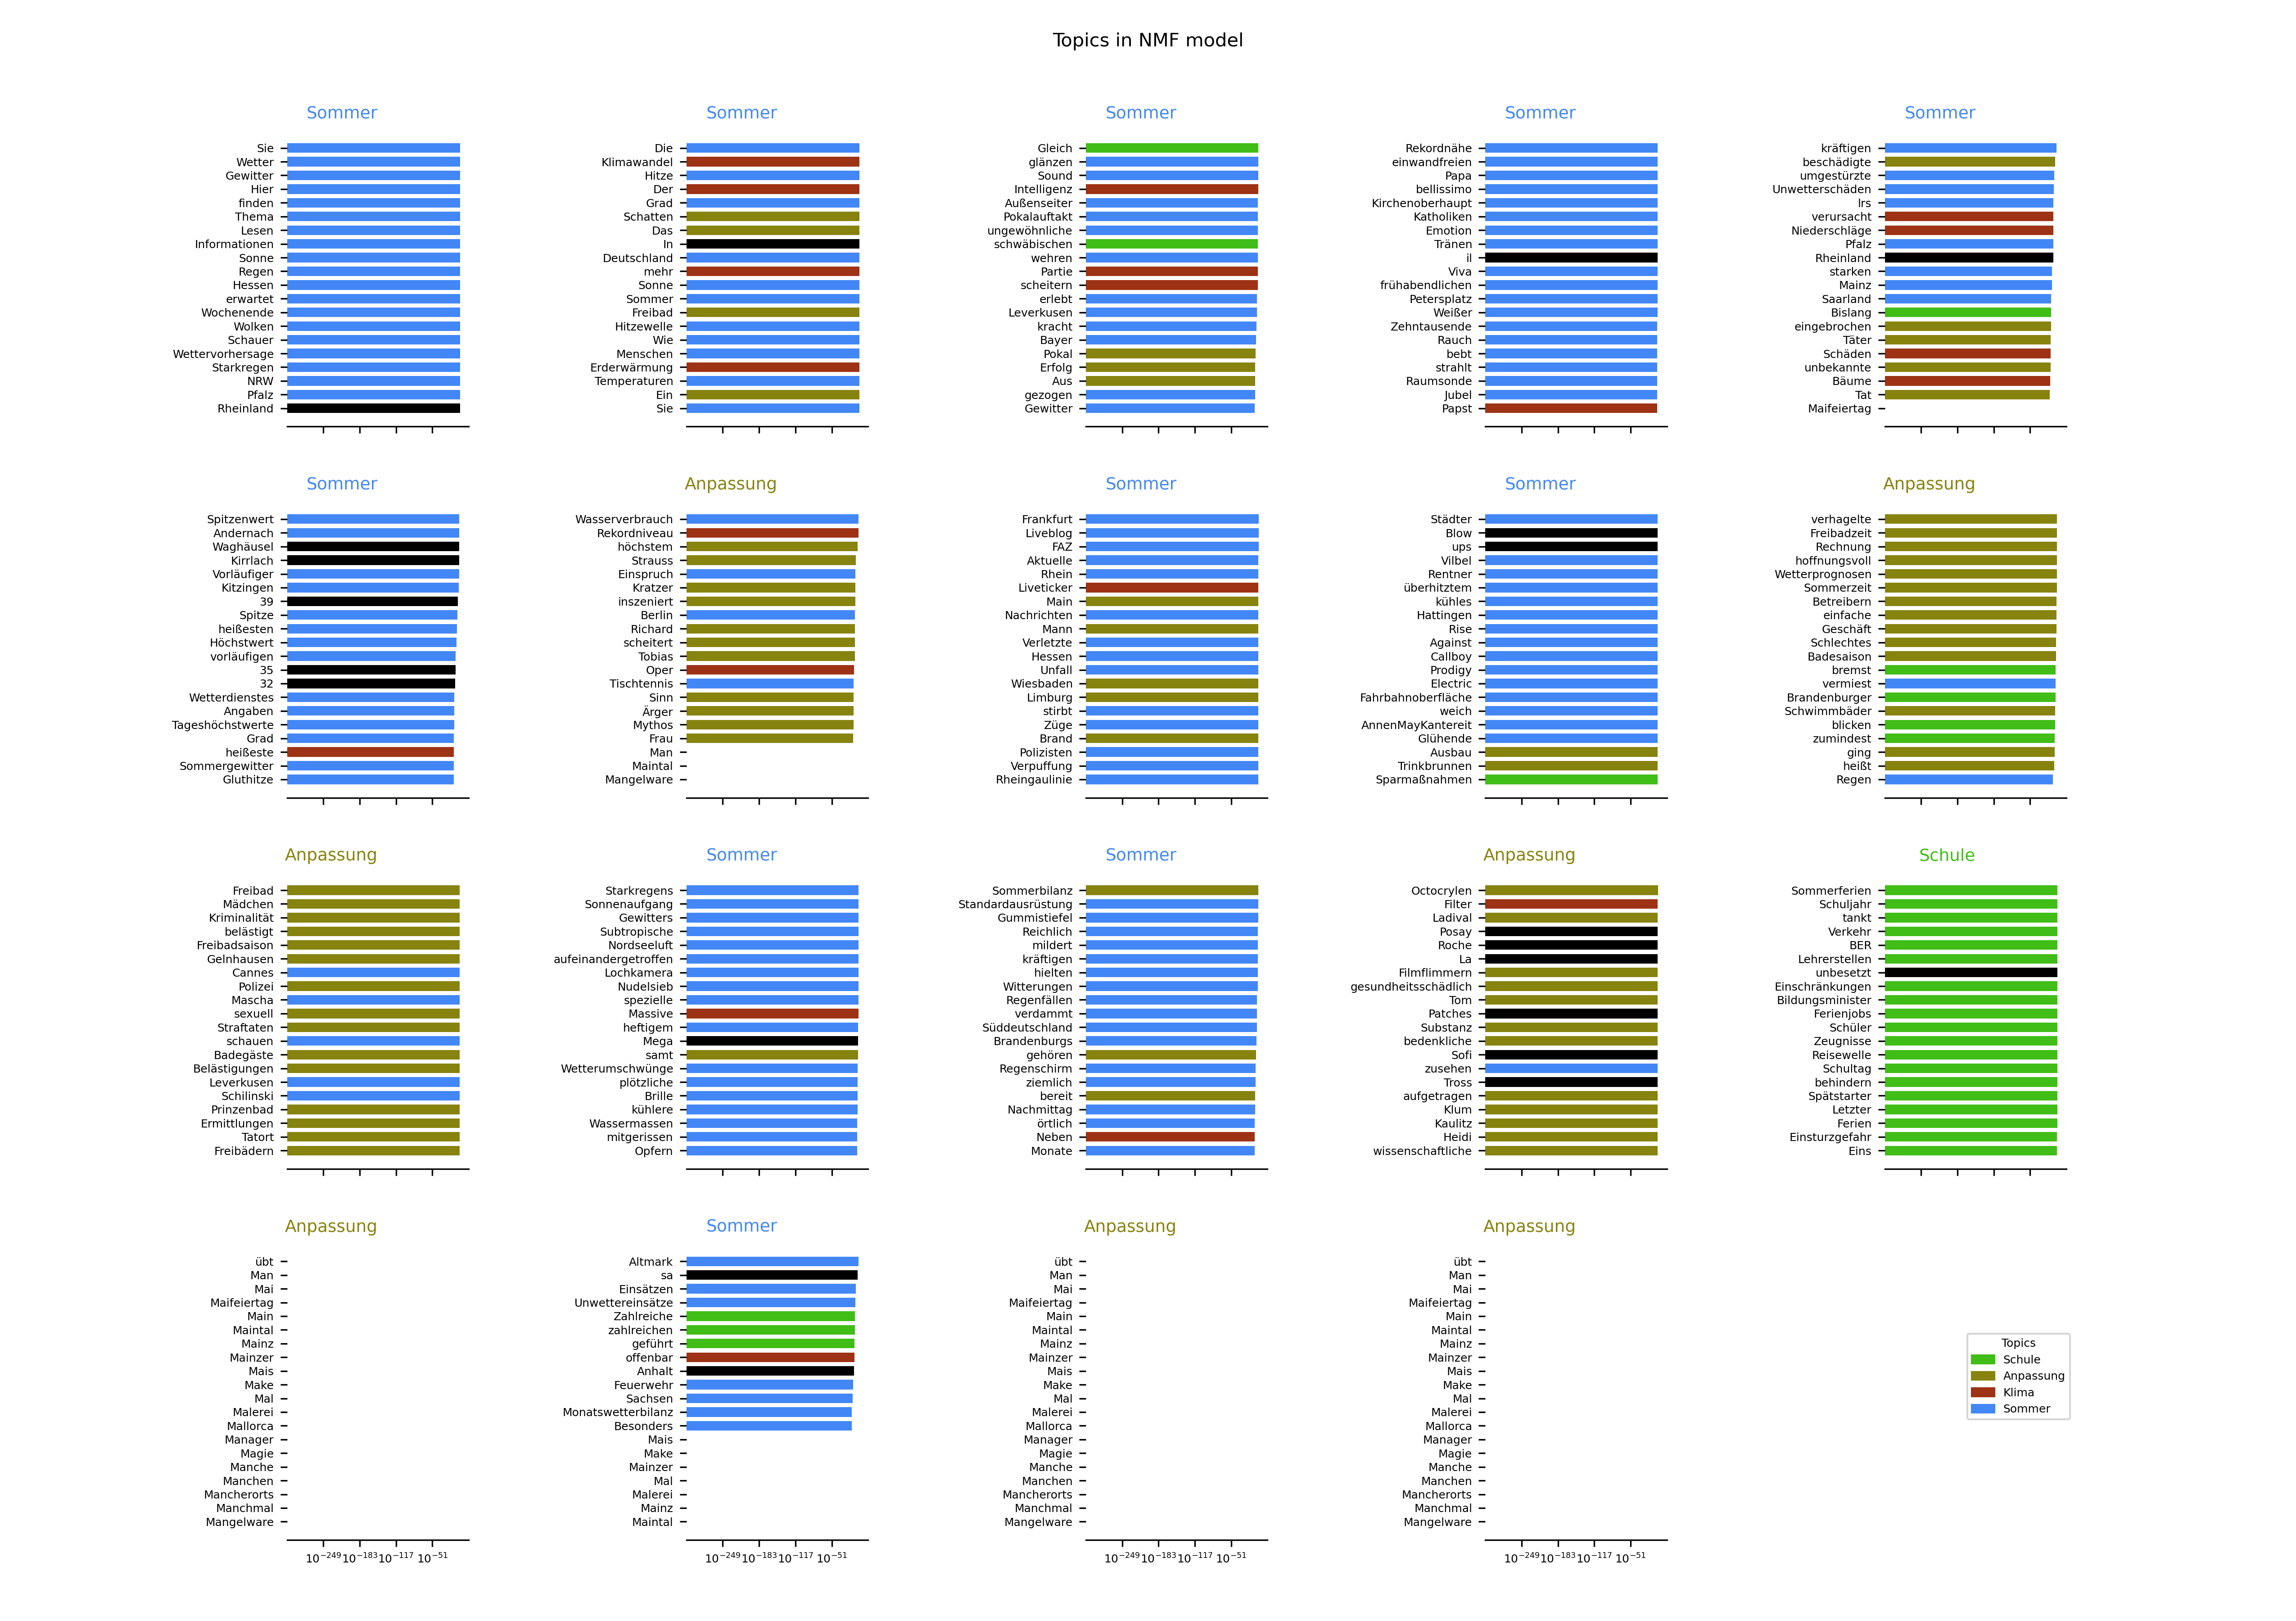 Topics in NMF model
Sommer
Sie
Wetter
Gewitter
Hier
finden
Thema
Lesen
Informationen
Sonne
Regen
Hessen
erwartet
Wochenende
Wolken
Schauer
Wettervorhersage
Starkregen
NRW
Pfalz
Rheinland
Sommer
Die
Klimawandel
Hitze
Der
Grad
Schatten
Das
In
Deutschland
mehr
Sonne
Sommer
Freibad
Hitzewelle
Wie
Menschen
Erderwärmung
Temperaturen
Ein
Sie
Sommer
Gleich
glänzen
Sound
Intelligenz
Außenseiter
Pokalauftakt
ungewöhnliche
schwäbischen
wehren
Partie
scheitern
erlebt
Leverkusen
kracht
Bayer
Pokal
Erfolg
Aus
gezogen
Gewitter
Sommer
Rekordnähe
einwandfreien
Papa
bellissimo
Kirchenoberhaupt
Katholiken
Emotion
Tränen
il
Viva
frühabendlichen
Petersplatz
Weißer
Zehntausende
Rauch
bebt
strahlt
Raumsonde
Jubel
Papst
Sommer
kräftigen
beschädigte
umgestürzte
Unwetterschäden
lrs
verursacht
Niederschläge
Pfalz
Rheinland
starken
Mainz
Saarland
Bislang
eingebrochen
Täter
Schäden
unbekannte
Bäume
Tat
Maifeiertag
Sommer
Spitzenwert
Andernach
Waghäusel
Kirrlach
Vorläufiger
Kitzingen
39
Spitze
heißesten
Höchstwert
vorläufigen
35
32
Wetterdienstes
Angaben
Tageshöchstwerte
Grad
heißeste
Sommergewitter
Gluthitze
Anpassung
Wasserverbrauch
Rekordniveau
höchstem
Strauss
Einspruch
Kratzer
inszeniert
Berlin
Richard
scheitert
Tobias
Oper
Tischtennis
Sinn
Ärger
Mythos
Frau
Man
Maintal
Mangelware
Sommer
Frankfurt
Liveblog
FAZ
Aktuelle
Rhein
Liveticker
Main
Nachrichten
Mann
Verletzte
Hessen
Unfall
Wiesbaden
Limburg
stirbt
Züge
Brand
Polizisten
Verpuffung
Rheingaulinie
Sommer
Städter
Blow
ups
Vilbel
Rentner
überhitztem
kühles
Hattingen
Rise
Against
Callboy
Prodigy
Electric
Fahrbahnoberfläche
weich
AnnenMayKantereit
Glühende
Ausbau
Trinkbrunnen
Sparmaßnahmen
Anpassung
verhagelte
Freibadzeit
Rechnung
hoffnungsvoll
Wetterprognosen
Sommerzeit
Betreibern
einfache
Geschäft
Schlechtes
Badesaison
bremst
vermiest
Brandenburger
Schwimmbäder
blicken
zumindest
ging
heißt
Regen
Anpassung
Freibad
Mädchen
Kriminalität
belästigt
Freibadsaison
Gelnhausen
Cannes
Polizei
Mascha
sexuell
Straftaten
schauen
Badegäste
Belästigungen
Leverkusen
Schilinski
Prinzenbad
Ermittlungen
Tatort
Freibädern
Sommer
Starkregens
Sonnenaufgang
Gewitters
Subtropische
Nordseeluft
aufeinandergetroffen
Lochkamera
Nudelsieb
spezielle
Massive
heftigem
Mega
samt
Wetterumschwünge
plötzliche
Brille
kühlere
Wassermassen
mitgerissen
Opfern
Sommer
Sommerbilanz
Standardausrüstung
Gummistiefel
Reichlich
mildert
kräftigen
hielten
Witterungen
Regenfällen
verdammt
Süddeutschland
Brandenburgs
gehören
Regenschirm
ziemlich
bereit
Nachmittag
örtlich
Neben
Monate
Anpassung
Octocrylen
Filter
Ladival
Posay
Roche
La
Filmflimmern
gesundheitsschädlich
Tom
Patches
Substanz
bedenkliche
Sofi
zusehen
Tross
aufgetragen
Klum
Kaulitz
Heidi
wissenschaftliche
Schule
Sommerferien
Schuljahr
tankt
Verkehr
BER
Lehrerstellen
unbesetzt
Einschränkungen
Bildungsminister
Ferienjobs
Schüler
Zeugnisse
Reisewelle
Schultag
behindern
Spätstarter
Letzter
Ferien
Einsturzgefahr
Eins
Anpassung
übt
Man
Mai
Maifeiertag
Main
Maintal
Mainz
Mainzer
Mais
Make
Mal
Malerei
Mallorca
Manager
Magie
Manche
Manchen
Mancherorts
Manchmal
Mangelware
10⁻²⁴⁹ 10⁻¹⁸³ 10⁻¹¹⁷ 10⁻⁵¹
Sommer
Altmark
sa
Einsätzen
Unwettereinsätze
Zahlreiche
zahlreichen
geführt
offenbar
Anhalt
Feuerwehr
Sachsen
Monatswetterbilanz
Besonders
Mais
Make
Mainzer
Mal
Malerei
Mainz
Maintal
10⁻²⁴⁹ 10⁻¹⁸³ 10⁻¹¹⁷ 10⁻⁵¹
Anpassung
übt
Man
Mai
Maifeiertag
Main
Maintal
Mainz
Mainzer
Mais
Make
Mal
Malerei
Mallorca
Manager
Magie
Manche
Manchen
Mancherorts
Manchmal
Mangelware
10⁻²⁴⁹ 10⁻¹⁸³ 10⁻¹¹⁷ 10⁻⁵¹
Anpassung
übt
Man
Mai
Maifeiertag
Main
Maintal
Mainz
Mainzer
Mais
Make
Mal
Malerei
Mallorca
Manager
Magie
Manche
Manchen
Mancherorts
Manchmal
Mangelware
10⁻²⁴⁹ 10⁻¹⁸³ 10⁻¹¹⁷ 10⁻⁵¹
Topics
Schule
Anpassung
Klima
Sommer